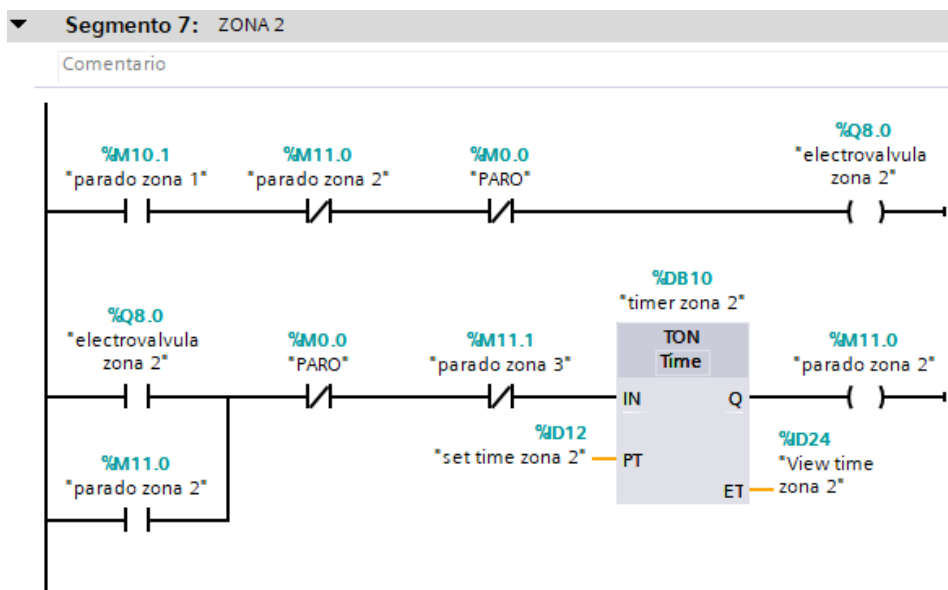 Segmento 7: ZONA 2
Comentario
%M10.1
"parado zona 1"
%M11.0
"parado zona 2"
%M0.0
"PARO"
%Q8.0
"electrovalvula
zona 2"
%DB10
"timer zona 2"
%Q8.0
"electrovalvula
zona 2"
%M0.0
"PARO"
%M11.1
"parado zona 3"
TON
Time
IN
Q
%M11.0
"parado zona 2"
%ID12
"set time zona 2"
PT
%ID24
"View time
zona 2"
ET
%M11.0
"parado zona 2"